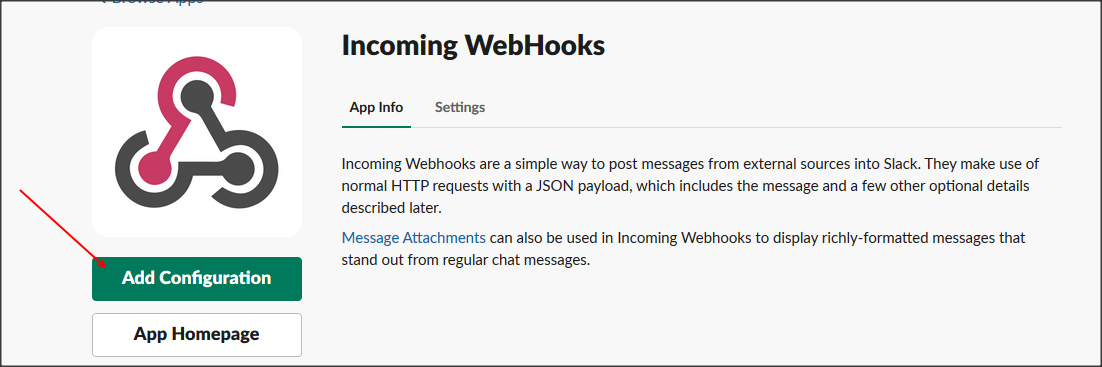 Browse Apps
Incoming WebHooks
App Info
Settings
Incoming Webhooks are a simple way to post messages from external sources into Slack. They make use of
normal HTTP requests with a JSON payload, which includes the message and a few other optional details
described later.
Message Attachments can also be used in Incoming Webhooks to display richly-formatted messages that
stand out from regular chat messages.
Add Configuration
App Homepage